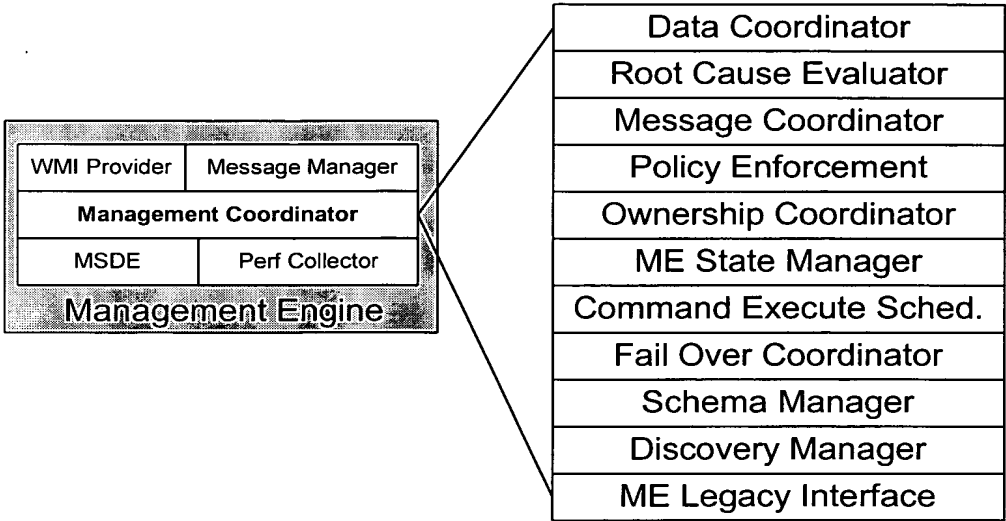 WMI Provider
Message Manager
Management Coordinator
MSDE
Perf Collector
Management Engine
Data Coordinator
Root Cause Evaluator
Message Coordinator
Policy Enforcement
Ownership Coordinator
ME State Manager
Command Execute Sched.
Fail Over Coordinator
Schema Manager
Discovery Manager
ME Legacy Interface